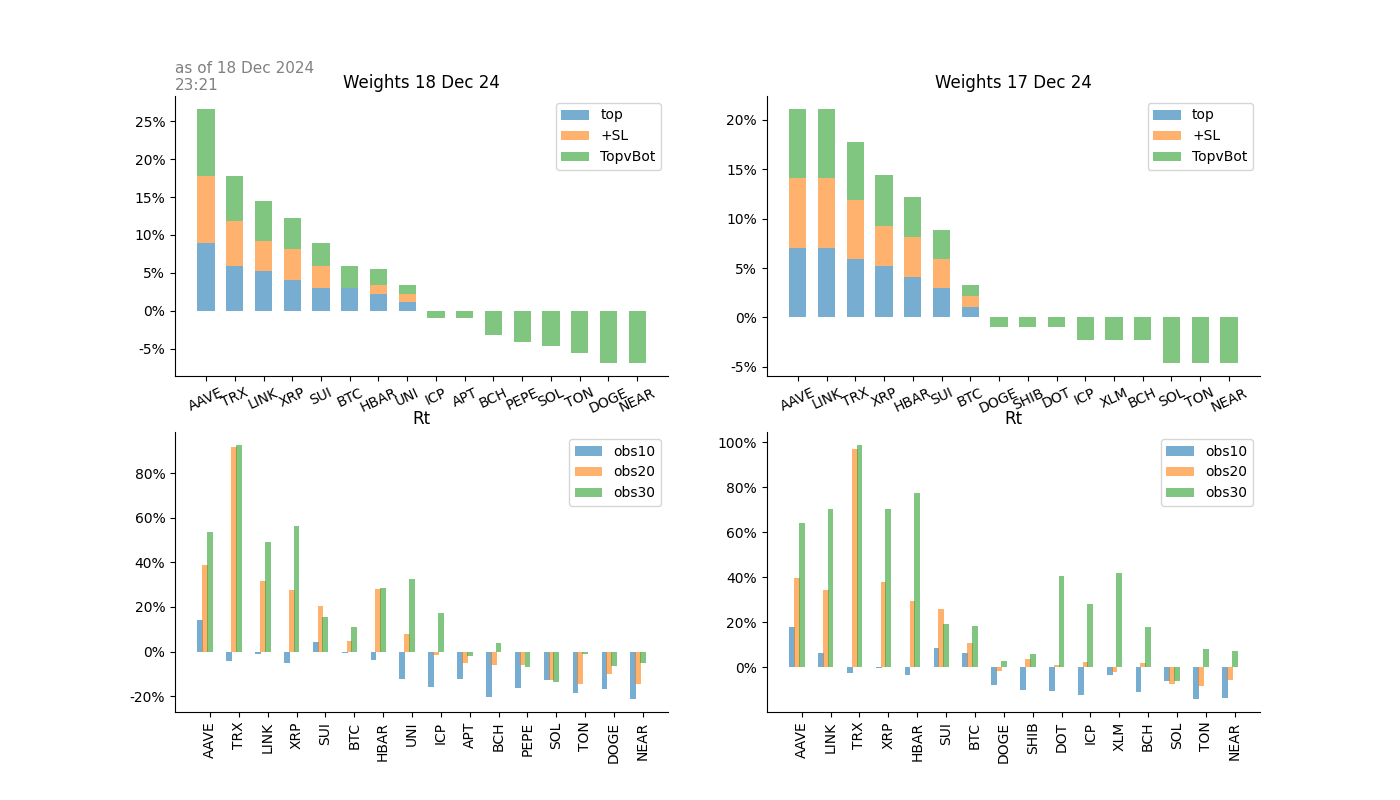 as of 18 Dec 2024
23:21
Weights 18 Dec 24
25%
20%
15%
10%
5%
0%
-5%
top
+SL
TopvBot
AAVE TRX LINK XRP SUI BTC HBAR UNI ICP APT BCH PEPE SOL TON DOGE NEAR
Weights 17 Dec 24
20%
15%
10%
5%
0%
-5%
top
+SL
TopvBot
AAVE LINK TRX XRP HBAR SUI BTC DOGE SHIB DOT ICP XLM BCH SOL TON NEAR
Rt
80%
60%
40%
20%
0%
-20%
obs10
obs20
obs30
AAVE TRX LINK XRP SUI BTC HBAR UNI ICP APT BCH PEPE SOL TON DOGE NEAR
Rt
100%
80%
60%
40%
20%
0%
obs10
obs20
obs30
AAVE LINK TRX XRP HBAR SUI BTC DOGE SHIB DOT ICP XLM BCH SOL TON NEAR